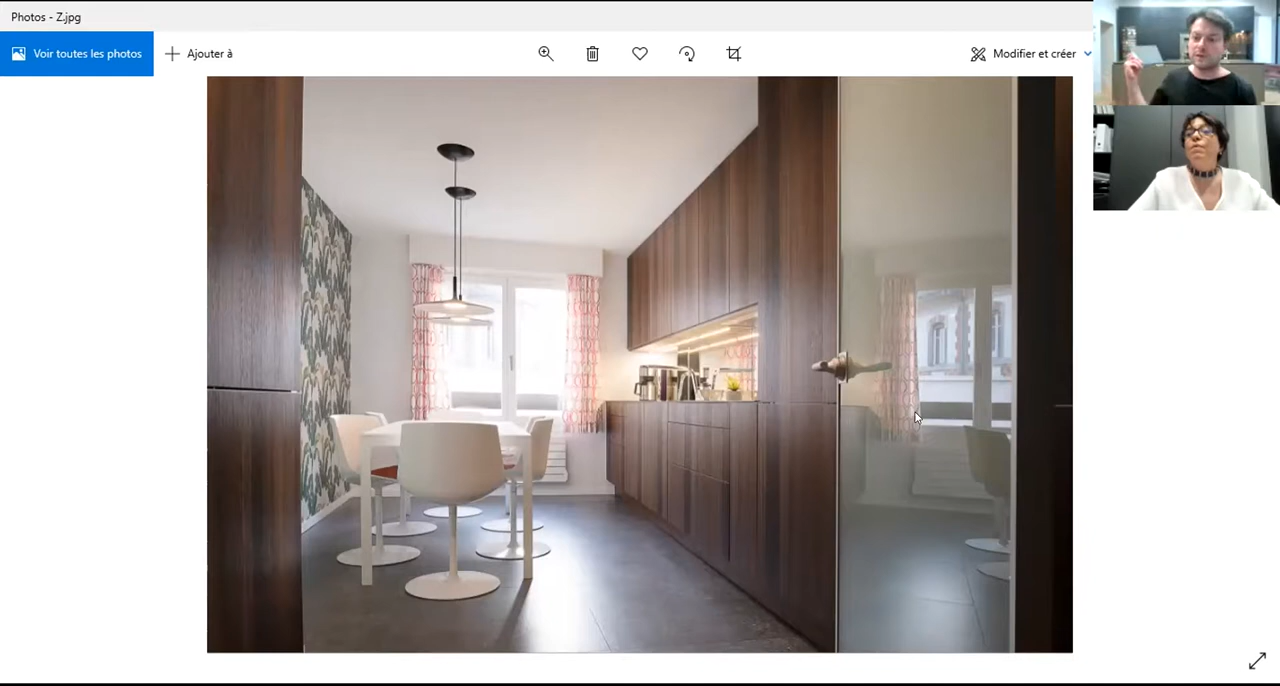 Photos - Z.jpg
Voir toutes les photos
Ajouter à
Modifier et créer